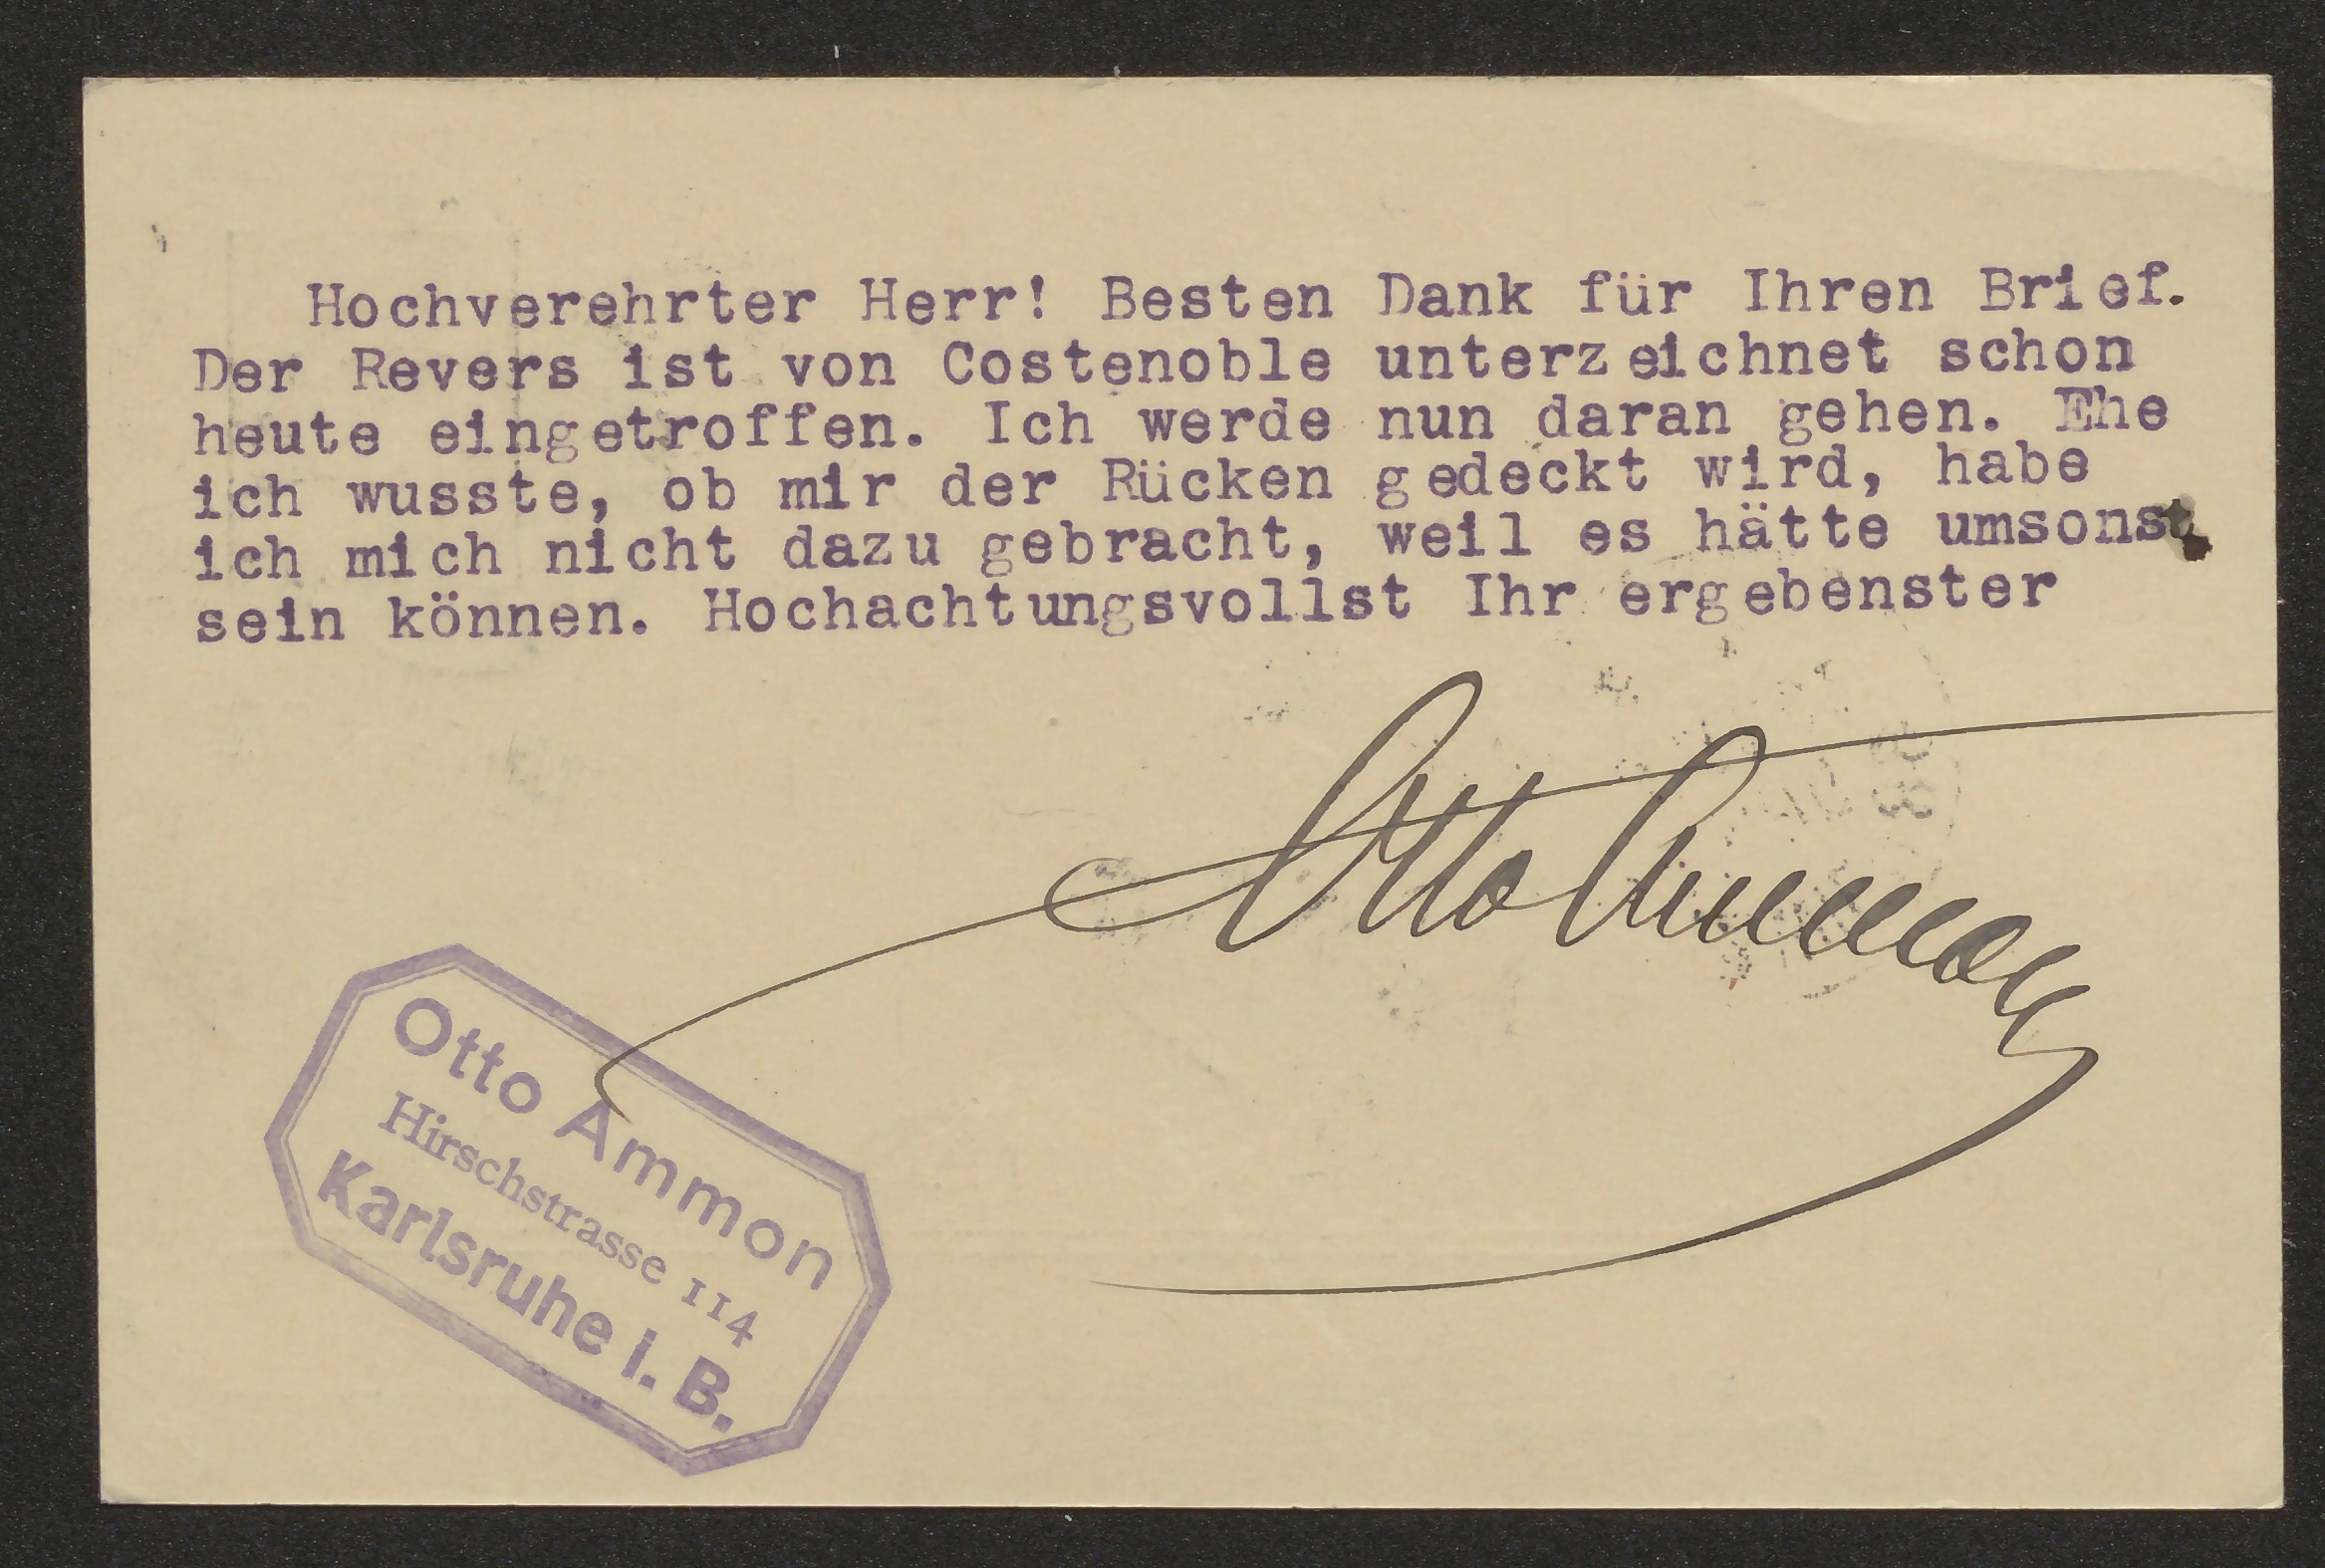 Hochverehrter Herr! Besten Dank für Ihren Brief.
Der Revers ist von Costenoble unterzeichnet schon
heute eingetroffen. Ich werde nun daran gehen. Ehe
ich wusste, ob mir der Rücken gedeckt wird, habe
ich mich nicht dazu gebracht, weil es hätte umsonst
sein können. Hochachtungsvollst Ihr ergebenster
Otto Ammon
Otto Ammon
Hirschstrasse 114
Karlsruhe i. B.